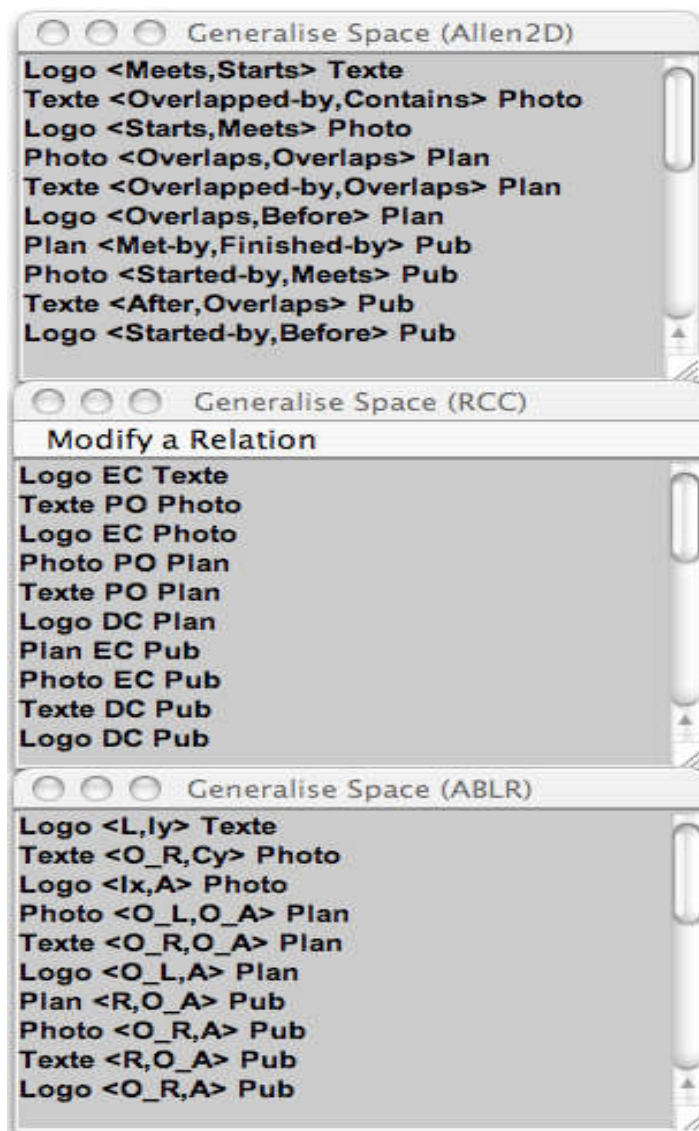 Generalise Space (Allen2D)
Logo <Meets,Starts> Texte
Texte <Overlapped-by,Contains> Photo
Logo <Starts,Meets> Photo
Photo <Overlaps,Overlaps> Plan
Texte <Overlapped-by,Overlaps> Plan
Logo <Overlaps,Before> Plan
Plan <Met-by,Finished-by> Pub
Photo <Started-by,Meets> Pub
Texte <After,Overlaps> Pub
Logo <Started-by,Before> Pub
Generalise Space (RCC)
Modify a Relation
Logo EC Texte
Texte PO Photo
Logo EC Photo
Photo PO Plan
Texte PO Plan
Logo DC Plan
Plan EC Pub
Photo EC Pub
Texte DC Pub
Logo DC Pub
Generalise Space (ABLR)
Logo <L,Iy> Texte
Texte <O_R,Cy> Photo
Logo <Ix,A> Photo
Photo <O_L,O_A> Plan
Texte <O_R,O_A> Plan
Logo <O_L,A> Plan
Plan <R,O_A> Pub
Photo <O_R,A> Pub
Texte <R,O_A> Pub
Logo <O_R,A> Pub